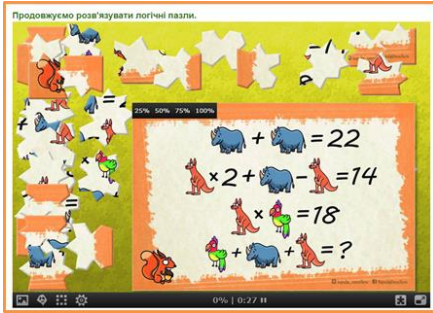 Продовжуємо розв'язувати логічні пазли.
25% 50% 75% 100%
+ = 22
×2 + - = 14
× = 18
+ + = ?
0% | 0:27